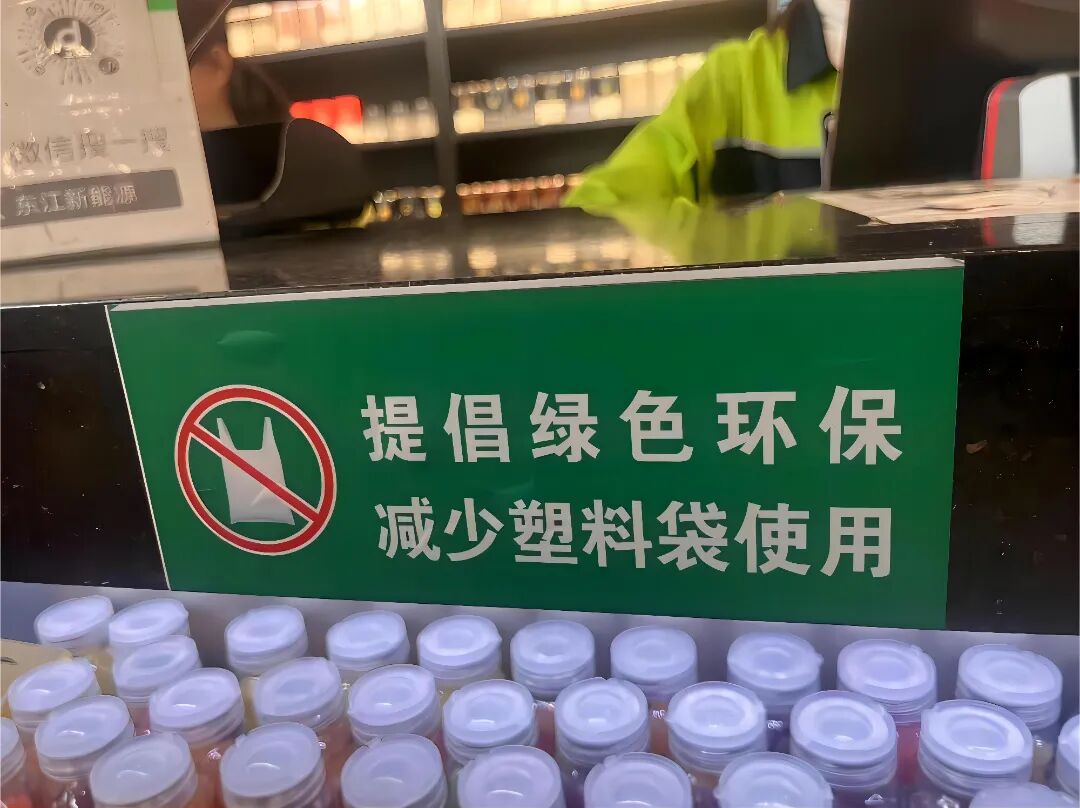 微信搜一搜
东江新能源
提倡绿色环保
减少塑料袋使用